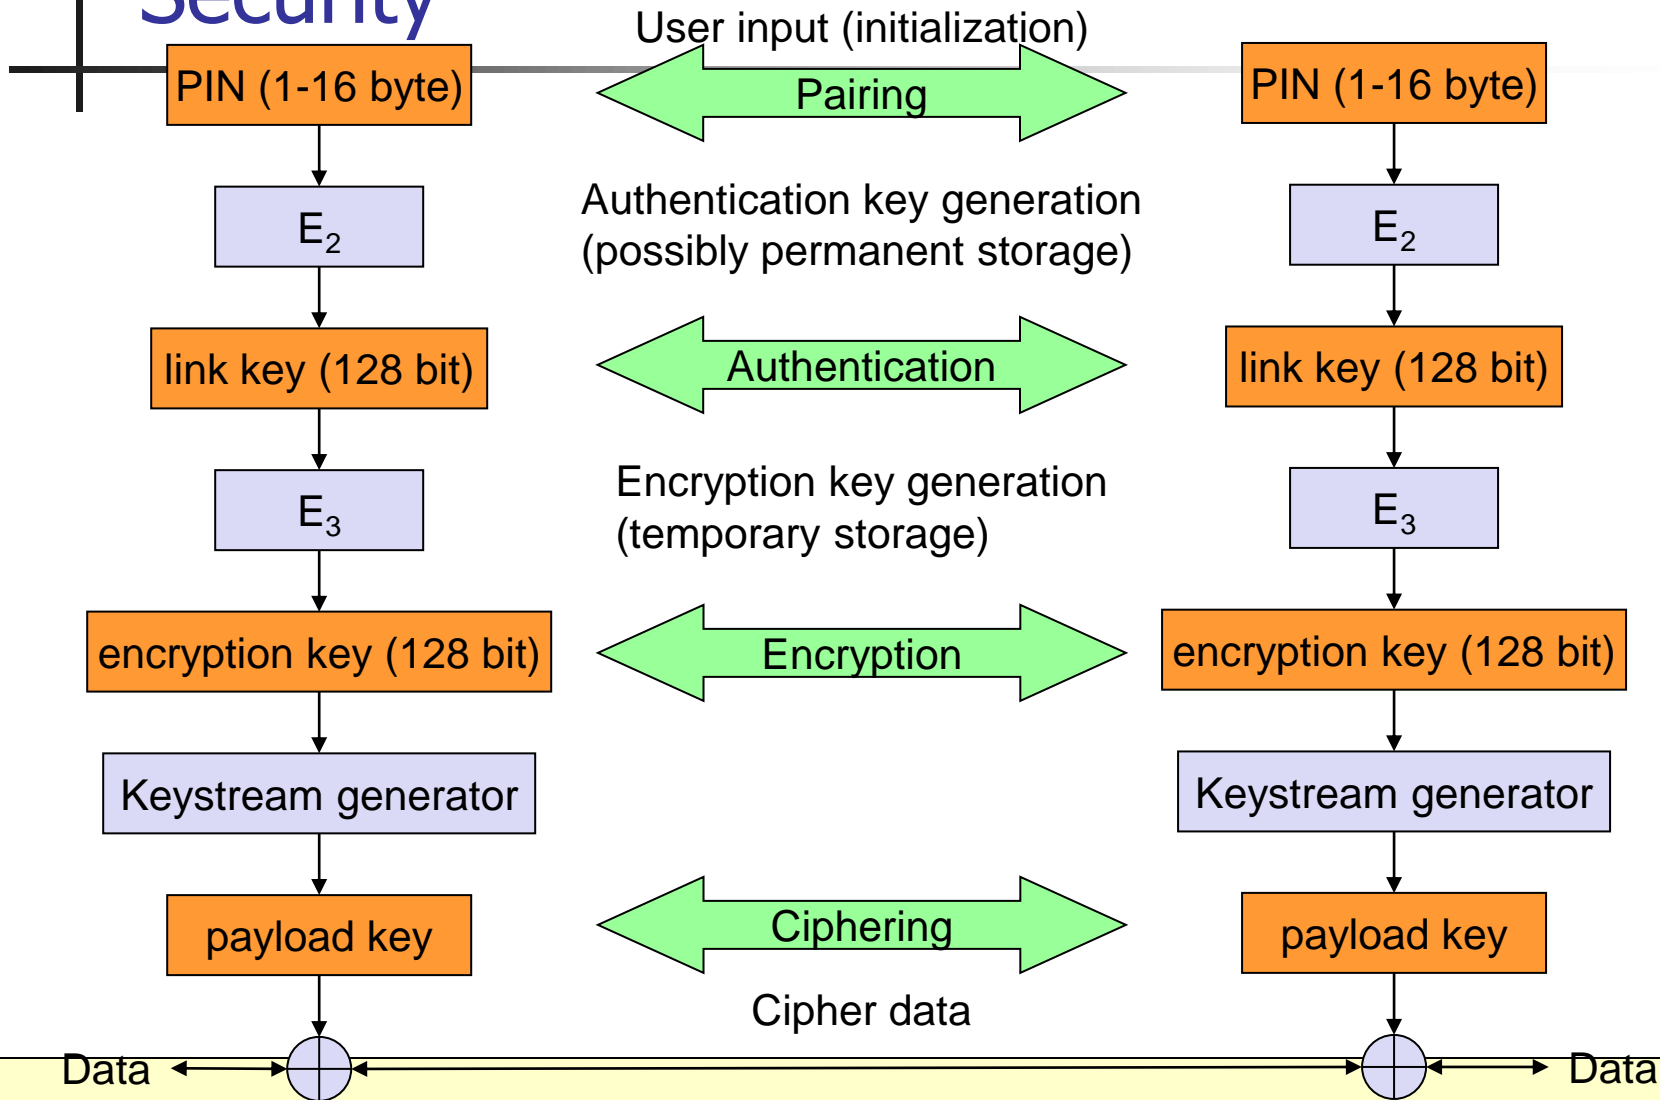 Security
User input (initialization)
PIN (1-16 byte)
Pairing
PIN (1-16 byte)
E2
Authentication key generation
(possibly permanent storage)
E2
link key (128 bit)
Authentication
link key (128 bit)
E3
Encryption key generation
(temporary storage)
E3
encryption key (128 bit)
Encryption
encryption key (128 bit)
Keystream generator
Keystream generator
payload key
Ciphering
payload key
Cipher data
Data
Data